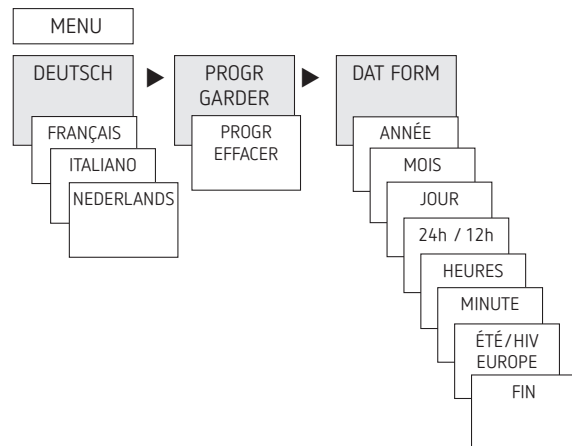 MENU
DEUTSCH
FRANÇAIS
ITALIANO
NEDERLANDS
PROGR
GARDER
PROGR
EFFACER
DAT FORM
ANNÉE
MOIS
JOUR
24h / 12h
HEURES
MINUTE
ÉTÉ/HIV
EUROPE
FIN